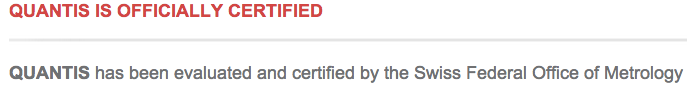 QUANTIS IS OFFICIALLY CERTIFIED
QUANTIS has been evaluated and certified by the Swiss Federal Office of Metrology